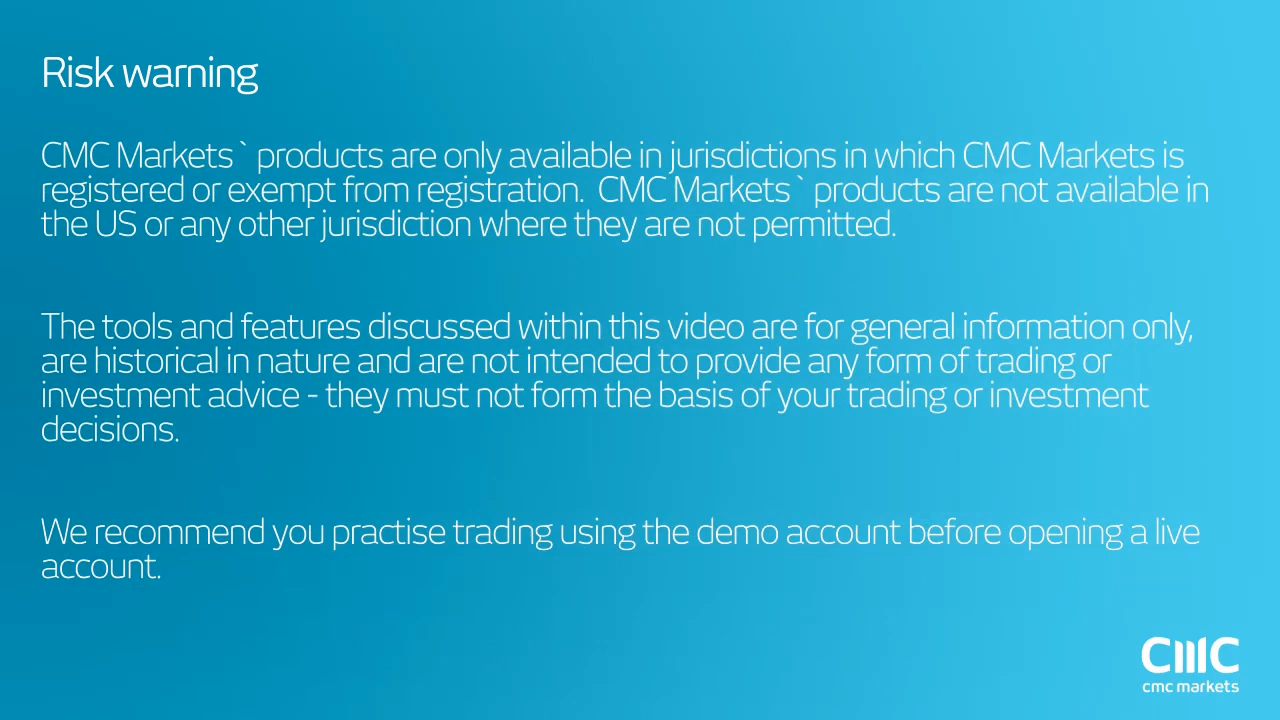 Risk warning
CMC Markets` products are only available in jurisdictions in which CMC Markets is
registered or exempt from registration.  CMC Markets` products are not available in
the US or any other jurisdiction where they are not permitted.
The tools and features discussed within this video are for general information only,
are historical in nature and are not intended to provide any form of trading or
investment advice - they must not form the basis of your trading or investment
decisions.
We recommend you practise trading using the demo account before opening a live
account.
CMC
cmc markets